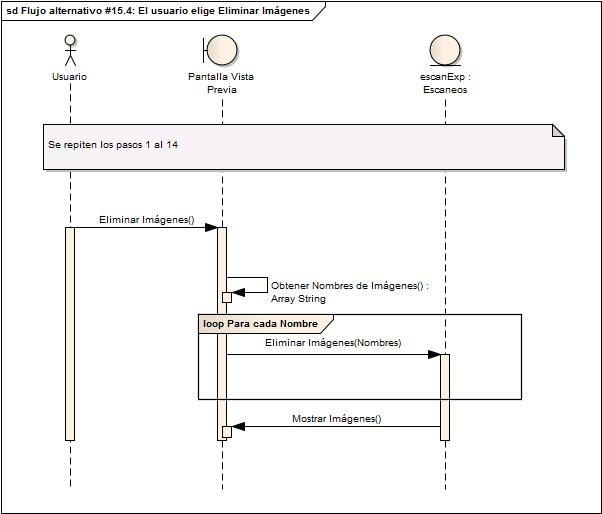 sd Flujo alternativo #15.4: El usuario elige Eliminar Imágenes
Usuario
Pantalla Vista
Previa
escanExp :
Escaneos
Se repiten los pasos 1 al 14
Eliminar Imágenes()
Obtener Nombres de Imágenes() :
Array String
loop Para cada Nombre
Eliminar Imágenes(Nombres)
Mostrar Imágenes()